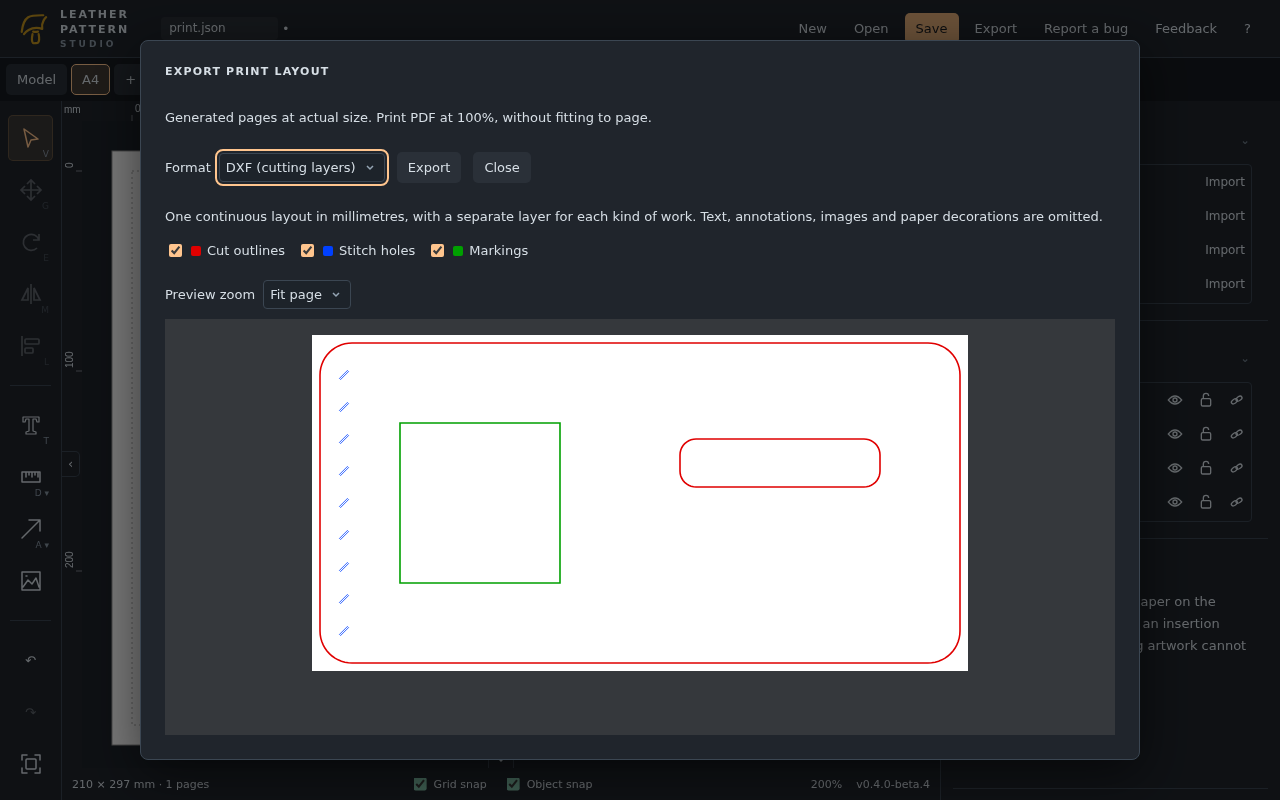 LEATHER
PATTERN
STUDIO
print.json •
New Open Save Export Report a bug Feedback ?
Model A4 +
EXPORT PRINT LAYOUT
Generated pages at actual size. Print PDF at 100%, without fitting to page.
Format DXF (cutting layers) Export Close
One continuous layout in millimetres, with a separate layer for each kind of work. Text, annotations, images and paper decorations are omitted.
Cut outlines Stitch holes Markings
Preview zoom Fit page
mm 0
0
100
200
V
G
E
M
L
T
D
A
Import
Import
Import
Import
aper on the
an insertion
g artwork cannot
210 × 297 mm · 1 pages Grid snap Object snap 200% v0.4.0-beta.4